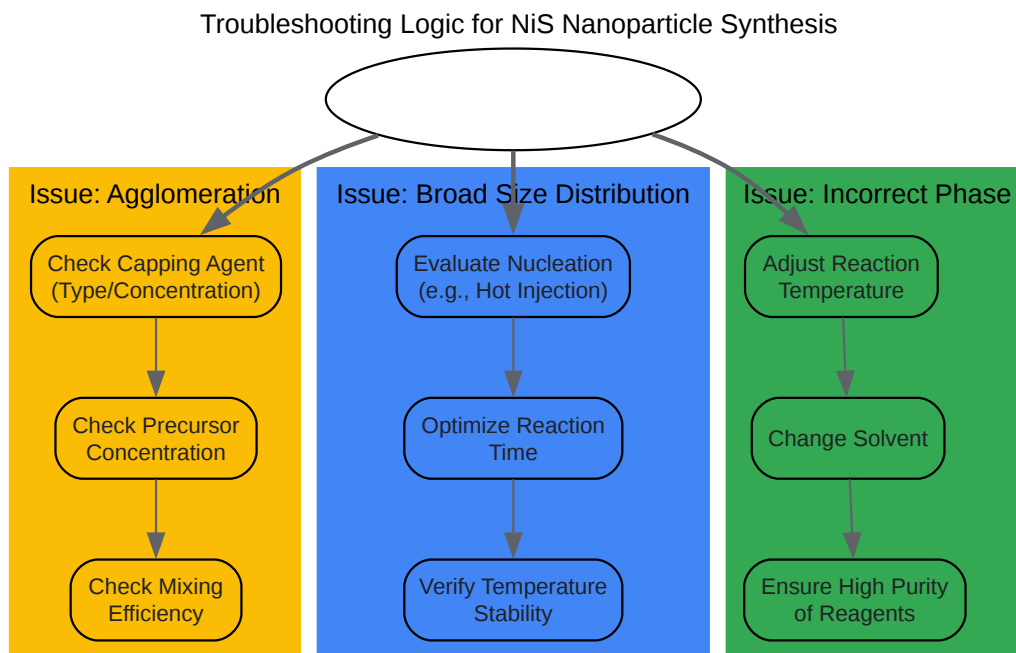 Troubleshooting Logic for NiS Nanoparticle Synthesis
Issue: Agglomeration
Check Capping Agent
(Type/Concentration)
Check Precursor
Concentration
Check Mixing
Efficiency
Issue: Broad Size Distribution
Evaluate Nucleation
(e.g., Hot Injection)
Optimize Reaction
Time
Verify Temperature
Stability
Issue: Incorrect Phase
Adjust Reaction
Temperature
Change Solvent
Ensure High Purity
of Reagents